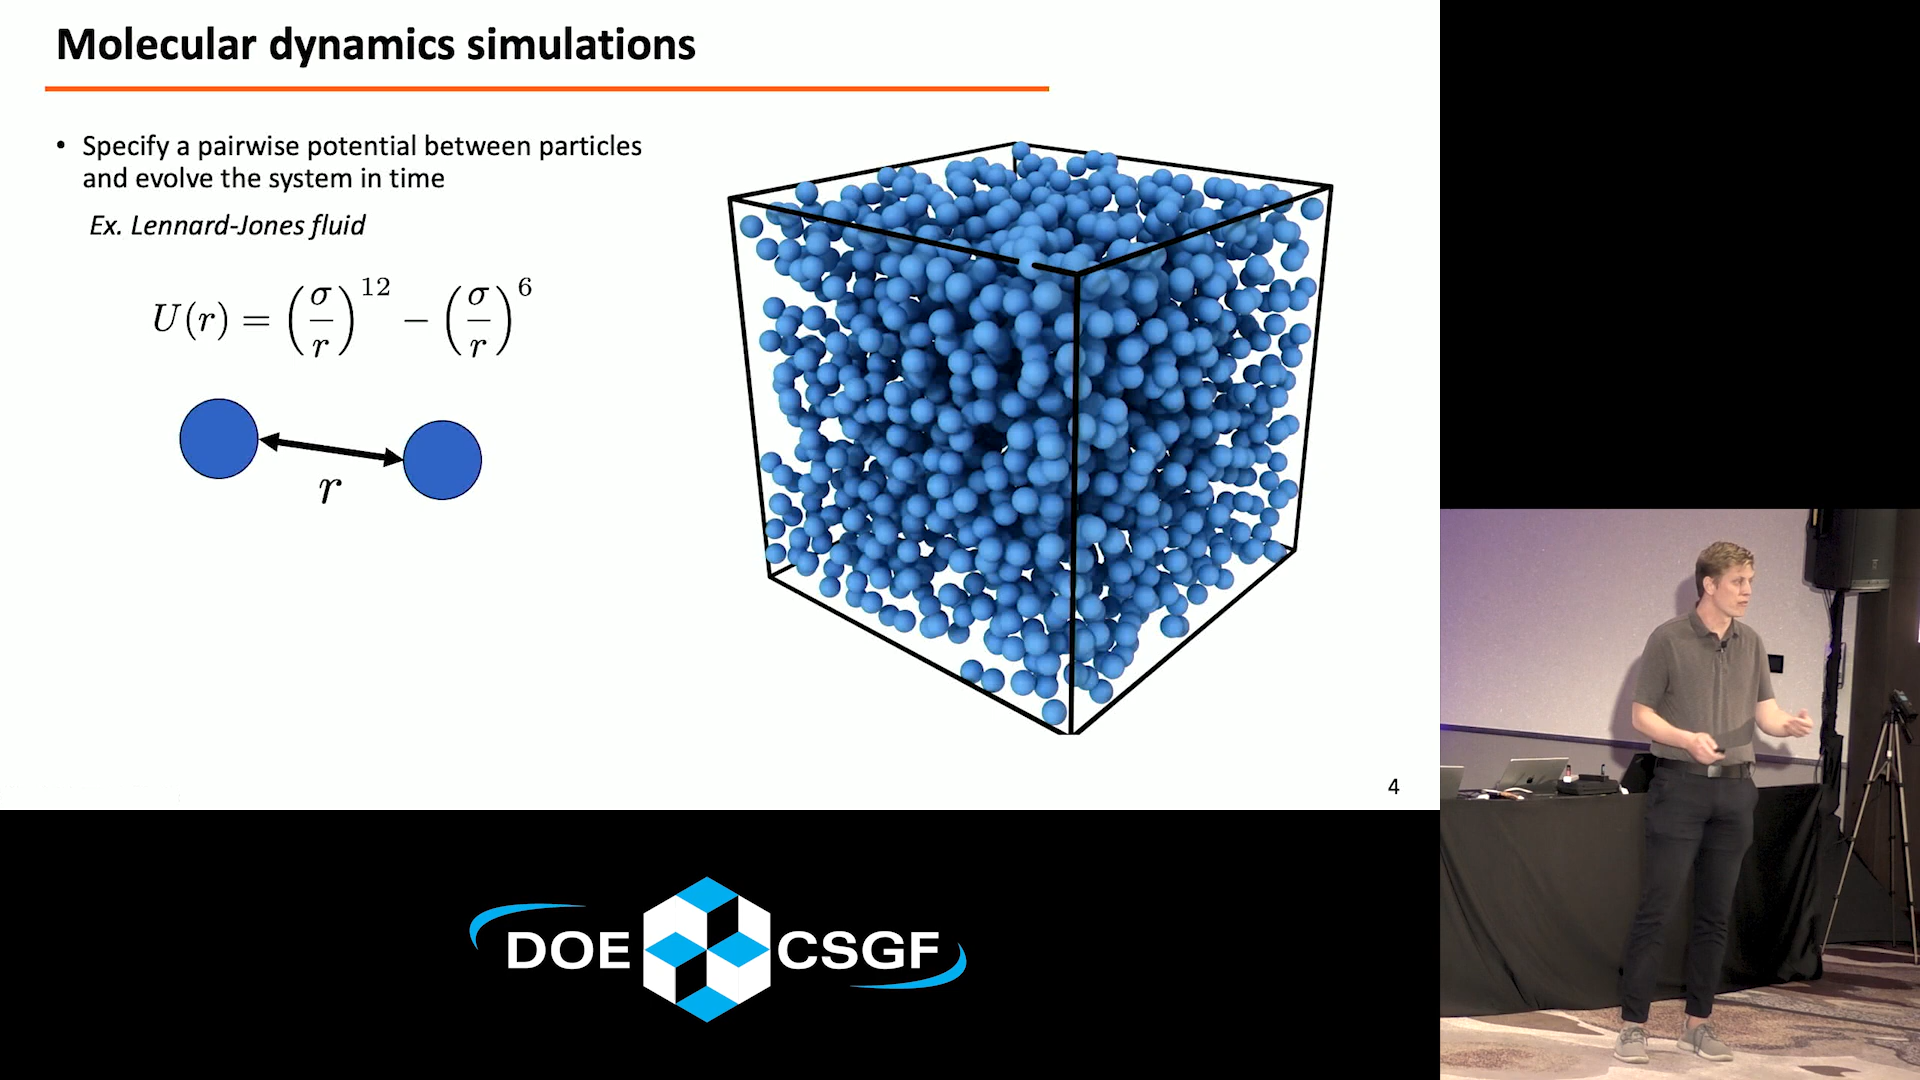 Molecular dynamics simulations
• Specify a pairwise potential between particles
and evolve the system in time
Ex. Lennard-Jones fluid
U(r) = (σ/r)^12 − (σ/r)^6
r
4
DOE CSGF